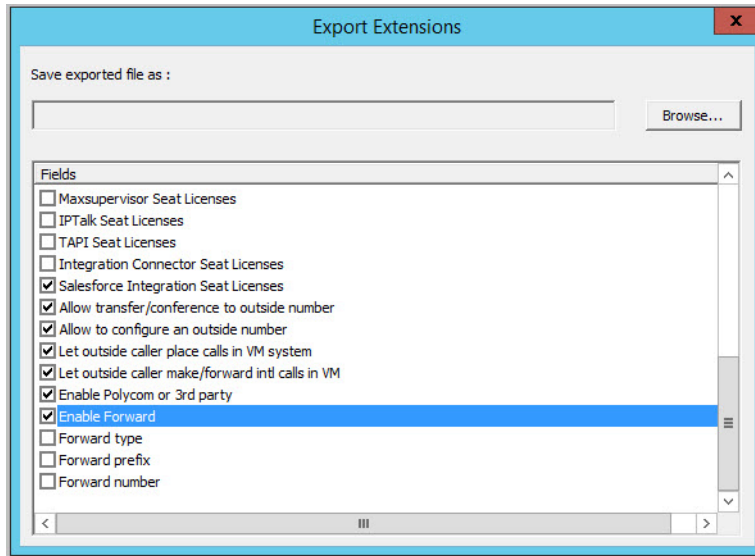 Export Extensions
x
Save exported file as :
Browse...
Fields
Maxsupervisor Seat Licenses
IPTalk Seat Licenses
TAPI Seat Licenses
Integration Connector Seat Licenses
Salesforce Integration Seat Licenses
Allow transfer/conference to outside number
Allow to configure an outside number
Let outside caller place calls in VM system
Let outside caller make/forward intl calls in VM
Enable Polycom or 3rd party
Enable Forward
Forward type
Forward prefix
Forward number